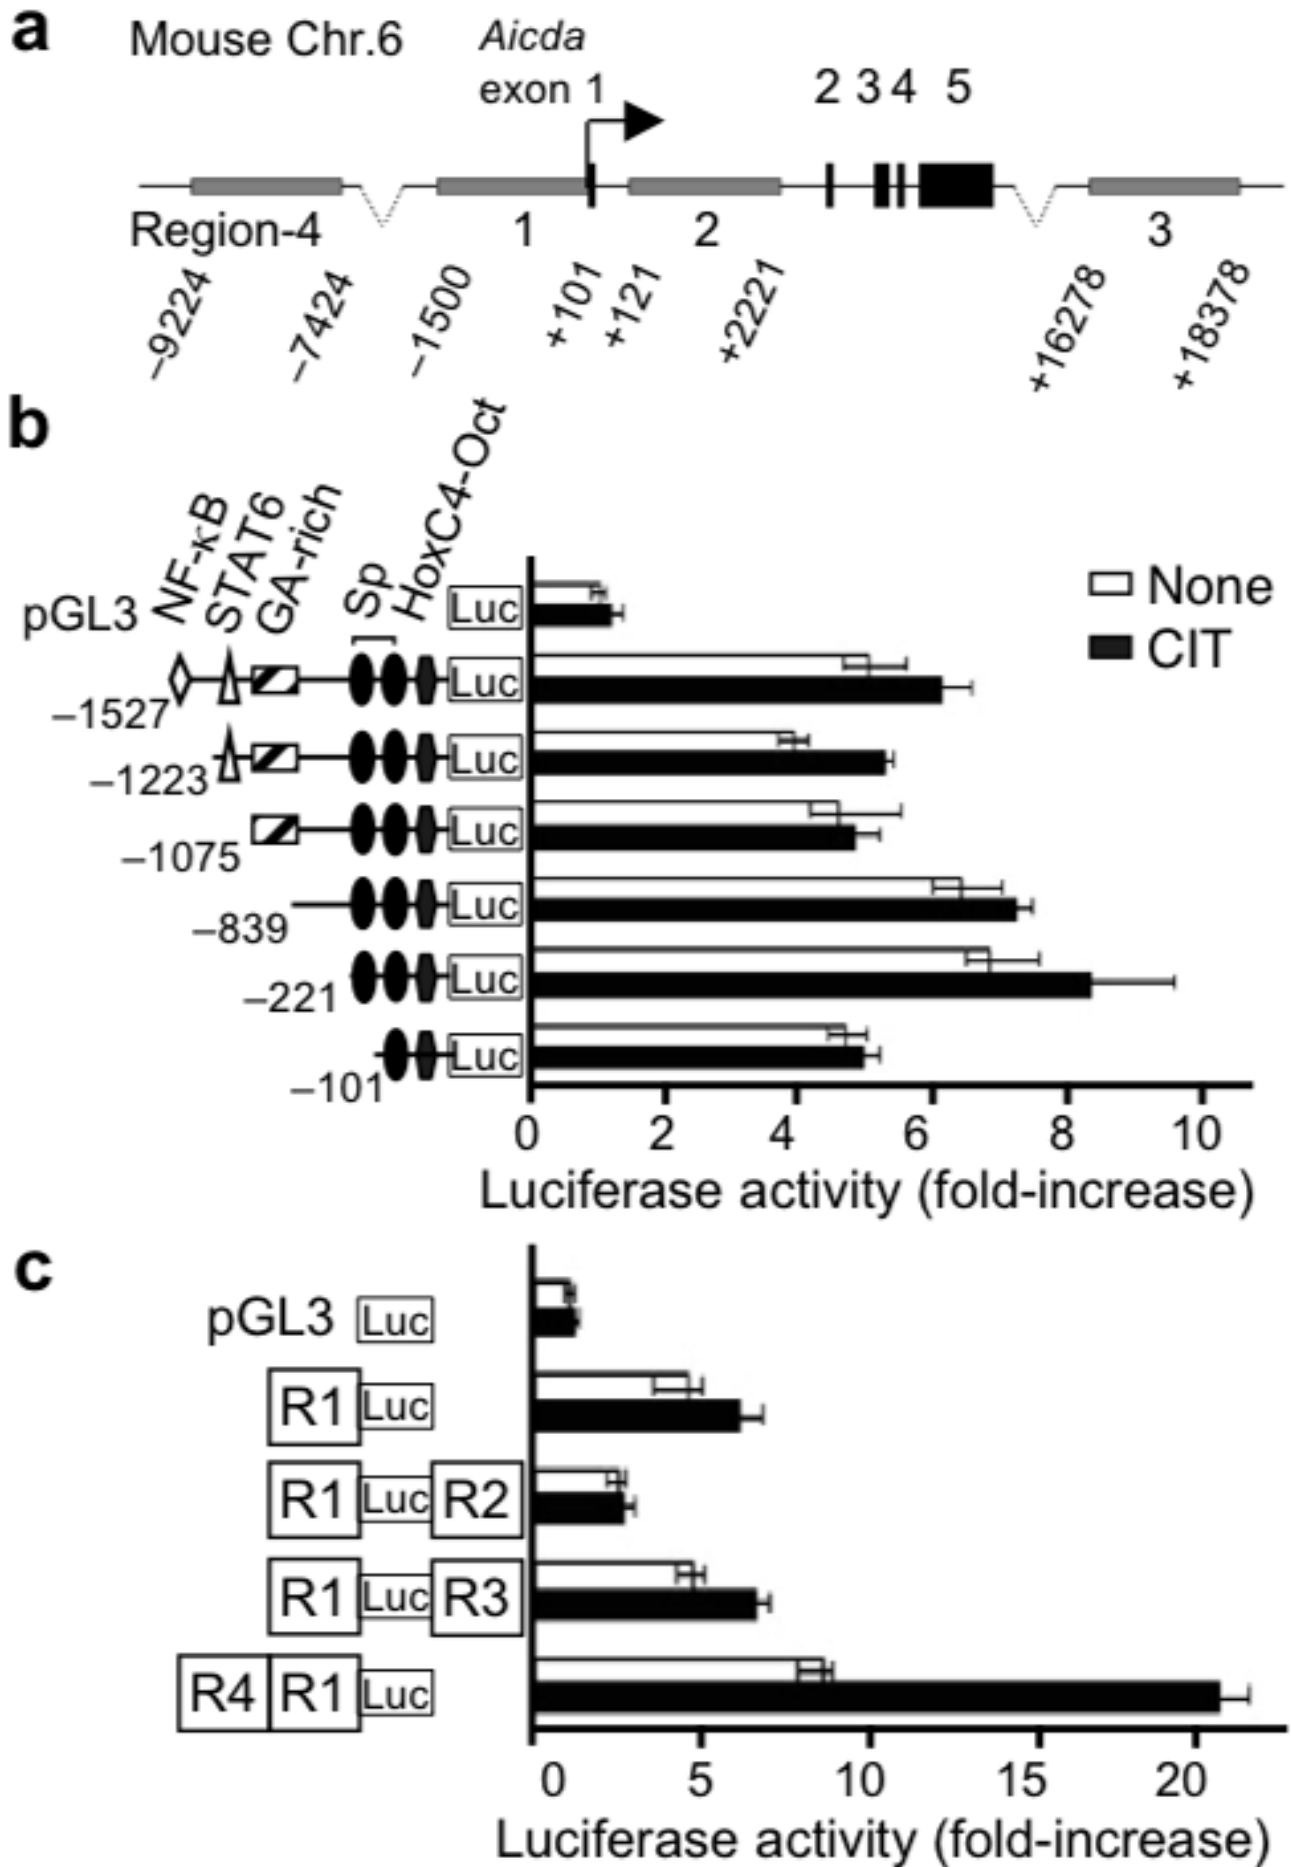 a
Mouse Chr.6
Aicda
exon 1
2 3 4 5
Region-4
1
2
3
–9224
–7424
–1500
+101
+121
+2221
+16278
+18378
b
NF-κB
STAT6
GA-rich
Sp
HoxC4-Oct
pGL3
Luc
None
CIT
–1527
Luc
–1223
Luc
–1075
Luc
–839
Luc
–221
Luc
–101
Luc
0 2 4 6 8 10
Luciferase activity (fold-increase)
c
pGL3 Luc
R1 Luc
R1 Luc R2
R1 Luc R3
R4 R1 Luc
0 5 10 15 20
Luciferase activity (fold-increase)